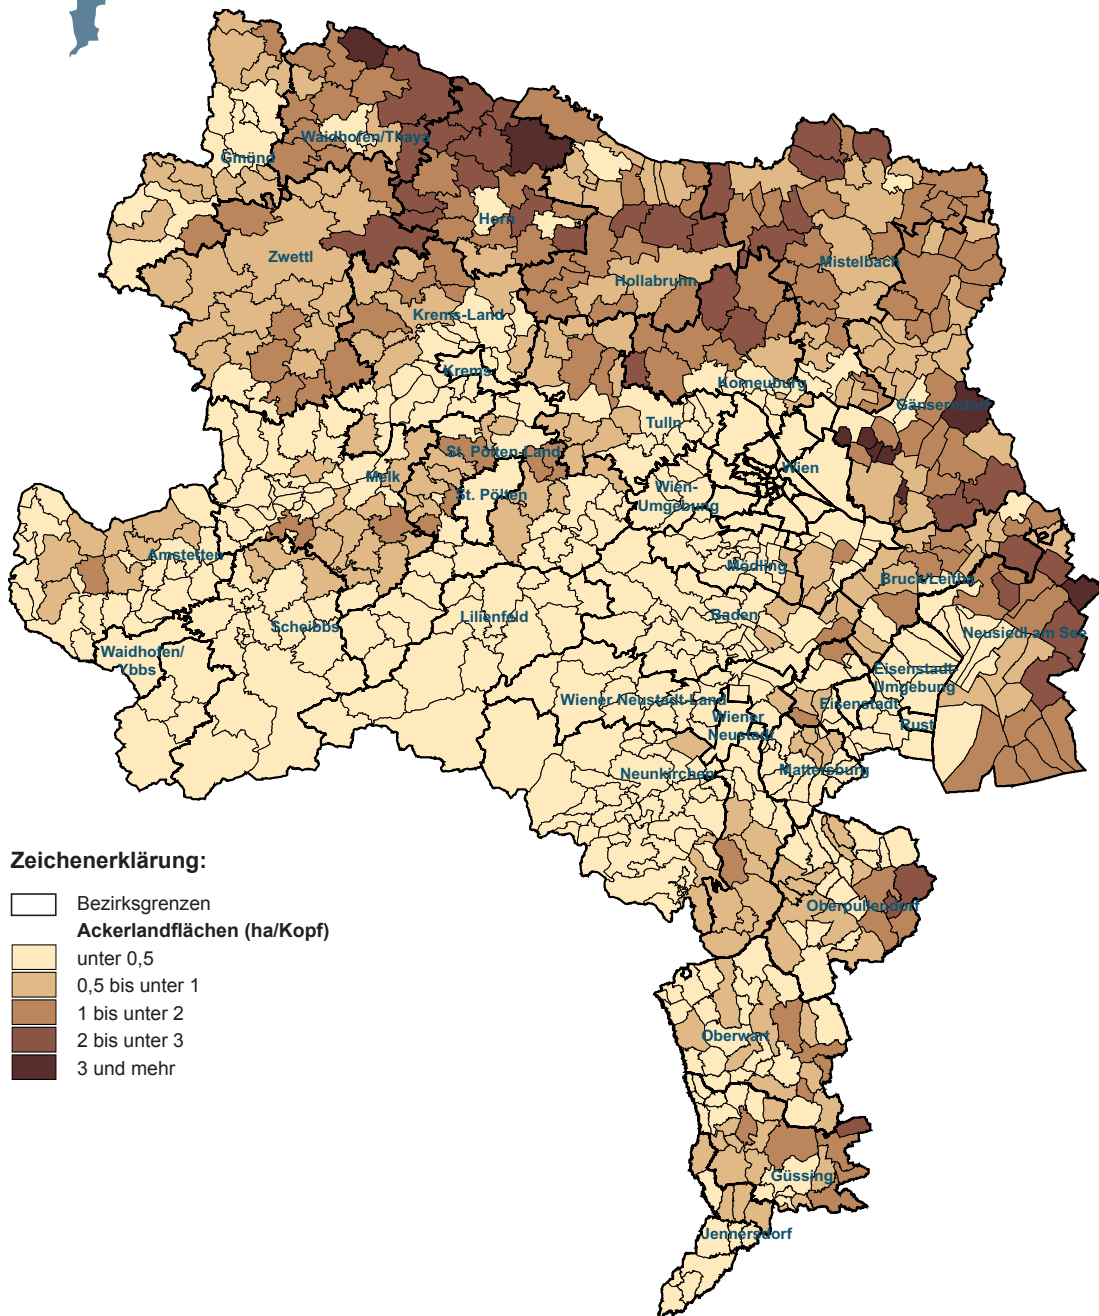 Waidhofen/Thaya
Gmünd
Horn
Zwettl
Mistelbach
Hollabrunn
Krems-Land
Krems
Korneuburg
Gänserndorf
Tulln
St. Pölten-Land
Wien
Melk
St. Pölten
Wien-
Umgebung
Amstetten
Mödling
Bruck/Leitha
Baden
Lilienfeld
Scheibbs
Neusiedl am See
Waidhofen/
Ybbs
Eisenstadt-
Umgebung
Wiener Neustadt-Land
Eisenstadt
Wiener
Neustadt
Rust
Neunkirchen
Mattersburg
Zeichenerklärung:
Bezirksgrenzen
Ackerlandflächen (ha/Kopf)
unter 0,5
0,5 bis unter 1
1 bis unter 2
2 bis unter 3
3 und mehr
Oberpullendorf
Oberwart
Güssing
Jennersdorf